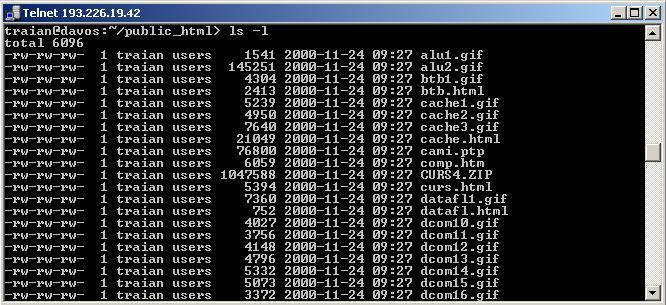 Telnet 193.226.19.42
traian@davos:~/public_html> ls -l
total 6096
-rw-rw-rw- 1 traian users 1541 2000-11-24 09:27 alu1.gif
-rw-rw-rw- 1 traian users 145251 2000-11-24 09:27 alu2.gif
-rw-rw-rw- 1 traian users 4304 2000-11-24 09:27 btb1.gif
-rw-rw-rw- 1 traian users 2413 2000-11-24 09:27 btb.html
-rw-rw-rw- 1 traian users 5239 2000-11-24 09:27 cache1.gif
-rw-rw-rw- 1 traian users 4950 2000-11-24 09:27 cache2.gif
-rw-rw-rw- 1 traian users 7640 2000-11-24 09:27 cache3.gif
-rw-rw-rw- 1 traian users 21049 2000-11-24 09:27 cache.html
-rw-rw-rw- 1 traian users 76800 2000-11-24 09:27 cami.ptp
-rw-rw-rw- 1 traian users 6059 2000-11-24 09:27 comp.htm
-rw-rw-rw- 1 traian users 1047588 2000-11-24 09:27 CURS4.ZIP
-rw-rw-rw- 1 traian users 5394 2000-11-24 09:27 curs.html
-rw-rw-rw- 1 traian users 7360 2000-11-24 09:27 datafl1.gif
-rw-rw-rw- 1 traian users 752 2000-11-24 09:27 datafl.html
-rw-rw-rw- 1 traian users 4027 2000-11-24 09:27 dcom10.gif
-rw-rw-rw- 1 traian users 3756 2000-11-24 09:27 dcom11.gif
-rw-rw-rw- 1 traian users 4148 2000-11-24 09:27 dcom12.gif
-rw-rw-rw- 1 traian users 4796 2000-11-24 09:27 dcom13.gif
-rw-rw-rw- 1 traian users 5332 2000-11-24 09:27 dcom14.gif
-rw-rw-rw- 1 traian users 5073 2000-11-24 09:27 dcom15.gif
-rw-rw-rw- 1 traian users 3372 2000-11-24 09:27 dcom16.gif